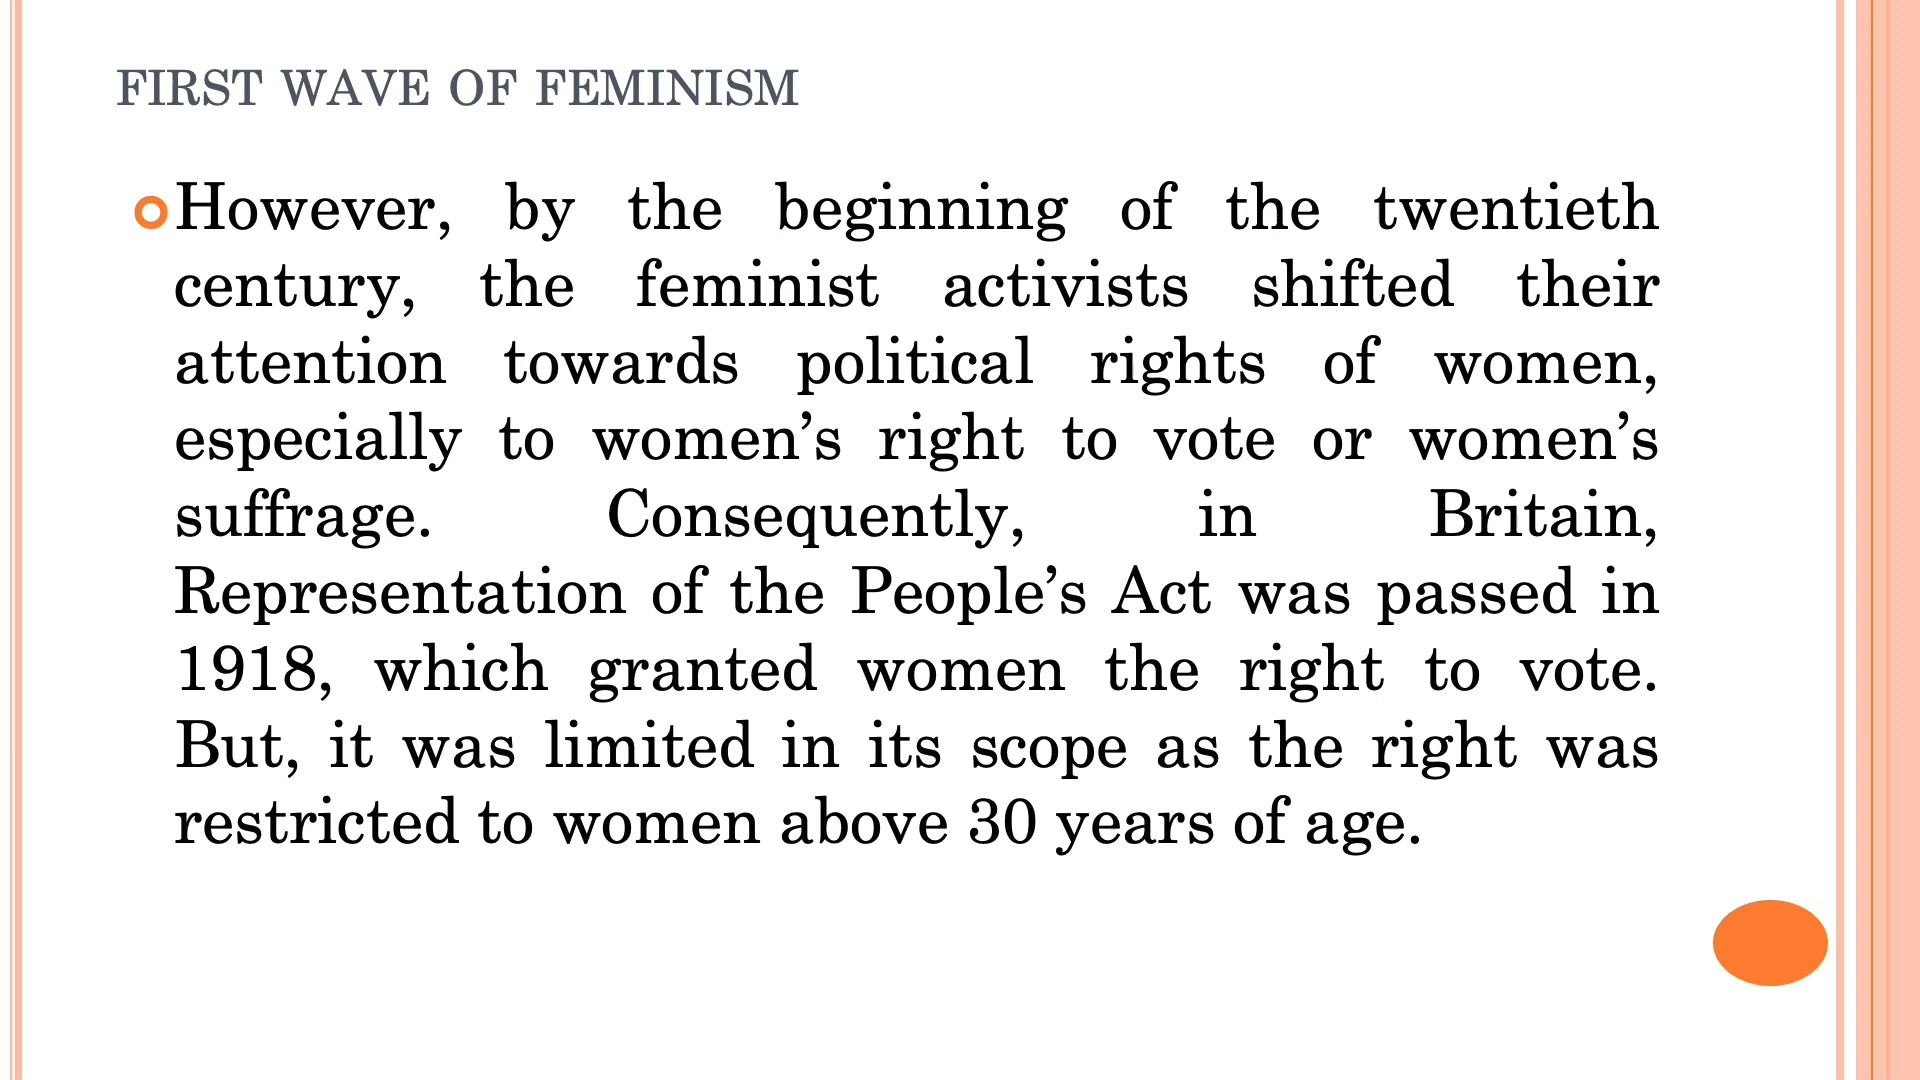 FIRST WAVE OF FEMINISM
However, by the beginning of the twentieth
century, the feminist activists shifted their
attention towards political rights of women,
especially to women’s right to vote or women’s
suffrage. Consequently, in Britain,
Representation of the People’s Act was passed in
1918, which granted women the right to vote.
But, it was limited in its scope as the right was
restricted to women above 30 years of age.